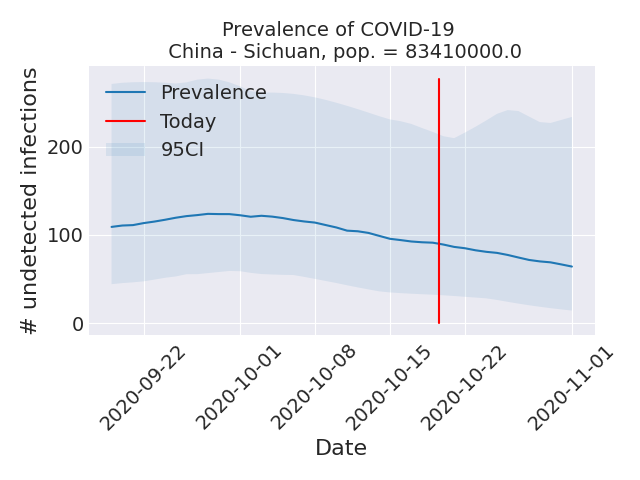 Prevalence of COVID-19
China - Sichuan, pop. = 83410000.0
# undetected infections
200
100
0
Prevalence
Today
95CI
2020-09-22
2020-10-01
2020-10-08
2020-10-15
2020-10-22
2020-11-01
Date